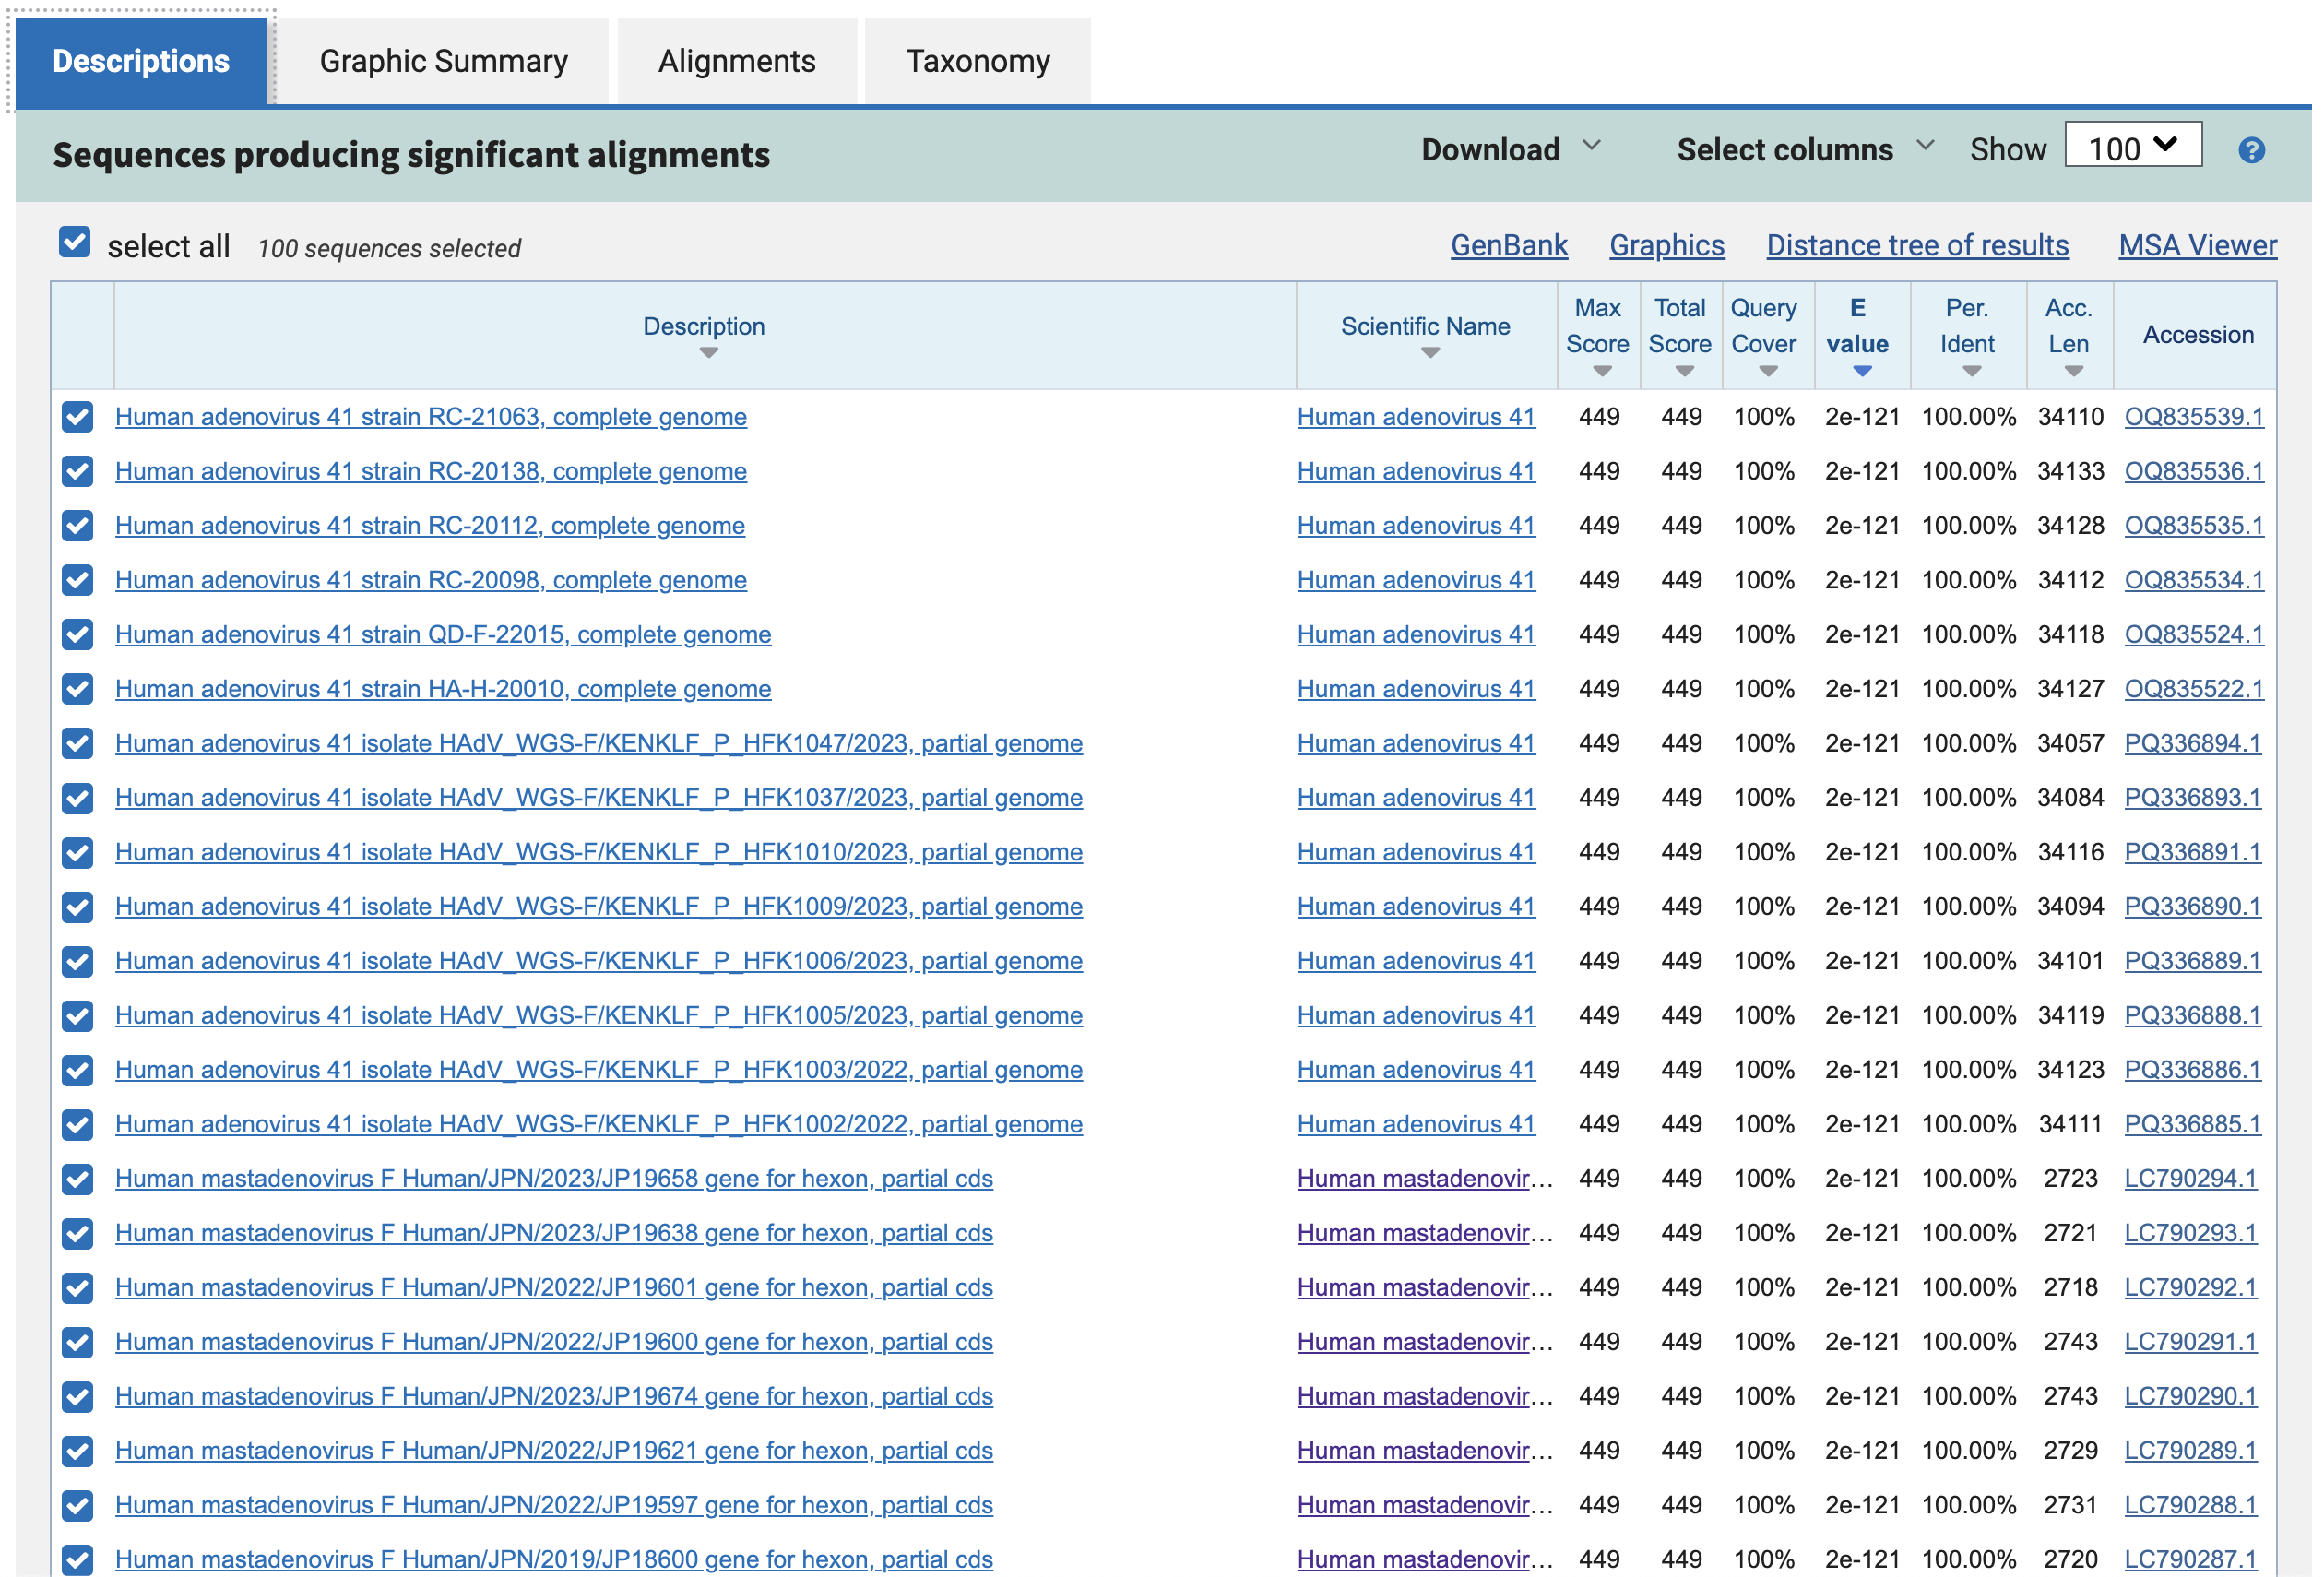 Descriptions Graphic Summary Alignments Taxonomy
Sequences producing significant alignments Download Select columns Show 100 ?
select all 100 sequences selected GenBank Graphics Distance tree of results MSA Viewer
Description Scientific Name Max Score Total Score Query Cover E value Per. Ident Acc. Len Accession
Human adenovirus 41 strain RC-21063, complete genome Human adenovirus 41 449 449 100% 2e-121 100.00% 34110 OQ835539.1
Human adenovirus 41 strain RC-20138, complete genome Human adenovirus 41 449 449 100% 2e-121 100.00% 34133 OQ835536.1
Human adenovirus 41 strain RC-20112, complete genome Human adenovirus 41 449 449 100% 2e-121 100.00% 34128 OQ835535.1
Human adenovirus 41 strain RC-20098, complete genome Human adenovirus 41 449 449 100% 2e-121 100.00% 34112 OQ835534.1
Human adenovirus 41 strain QD-F-22015, complete genome Human adenovirus 41 449 449 100% 2e-121 100.00% 34118 OQ835524.1
Human adenovirus 41 strain HA-H-20010, complete genome Human adenovirus 41 449 449 100% 2e-121 100.00% 34127 OQ835522.1
Human adenovirus 41 isolate HAdV_WGS-F/KENKLF_P_HFK1047/2023, partial genome Human adenovirus 41 449 449 100% 2e-121 100.00% 34057 PQ336894.1
Human adenovirus 41 isolate HAdV_WGS-F/KENKLF_P_HFK1037/2023, partial genome Human adenovirus 41 449 449 100% 2e-121 100.00% 34084 PQ336893.1
Human adenovirus 41 isolate HAdV_WGS-F/KENKLF_P_HFK1010/2023, partial genome Human adenovirus 41 449 449 100% 2e-121 100.00% 34116 PQ336891.1
Human adenovirus 41 isolate HAdV_WGS-F/KENKLF_P_HFK1009/2023, partial genome Human adenovirus 41 449 449 100% 2e-121 100.00% 34094 PQ336890.1
Human adenovirus 41 isolate HAdV_WGS-F/KENKLF_P_HFK1006/2023, partial genome Human adenovirus 41 449 449 100% 2e-121 100.00% 34101 PQ336889.1
Human adenovirus 41 isolate HAdV_WGS-F/KENKLF_P_HFK1005/2023, partial genome Human adenovirus 41 449 449 100% 2e-121 100.00% 34119 PQ336888.1
Human adenovirus 41 isolate HAdV_WGS-F/KENKLF_P_HFK1003/2022, partial genome Human adenovirus 41 449 449 100% 2e-121 100.00% 34123 PQ336886.1
Human adenovirus 41 isolate HAdV_WGS-F/KENKLF_P_HFK1002/2022, partial genome Human adenovirus 41 449 449 100% 2e-121 100.00% 34111 PQ336885.1
Human mastadenovirus F Human/JPN/2023/JP19658 gene for hexon, partial cds Human mastadenovir... 449 449 100% 2e-121 100.00% 2723 LC790294.1
Human mastadenovirus F Human/JPN/2023/JP19638 gene for hexon, partial cds Human mastadenovir... 449 449 100% 2e-121 100.00% 2721 LC790293.1
Human mastadenovirus F Human/JPN/2022/JP19601 gene for hexon, partial cds Human mastadenovir... 449 449 100% 2e-121 100.00% 2718 LC790292.1
Human mastadenovirus F Human/JPN/2022/JP19600 gene for hexon, partial cds Human mastadenovir... 449 449 100% 2e-121 100.00% 2743 LC790291.1
Human mastadenovirus F Human/JPN/2023/JP19674 gene for hexon, partial cds Human mastadenovir... 449 449 100% 2e-121 100.00% 2743 LC790290.1
Human mastadenovirus F Human/JPN/2022/JP19621 gene for hexon, partial cds Human mastadenovir... 449 449 100% 2e-121 100.00% 2729 LC790289.1
Human mastadenovirus F Human/JPN/2022/JP19597 gene for hexon, partial cds Human mastadenovir... 449 449 100% 2e-121 100.00% 2731 LC790288.1
Human mastadenovirus F Human/JPN/2019/JP18600 gene for hexon, partial cds Human mastadenovir... 449 449 100% 2e-121 100.00% 2720 LC790287.1